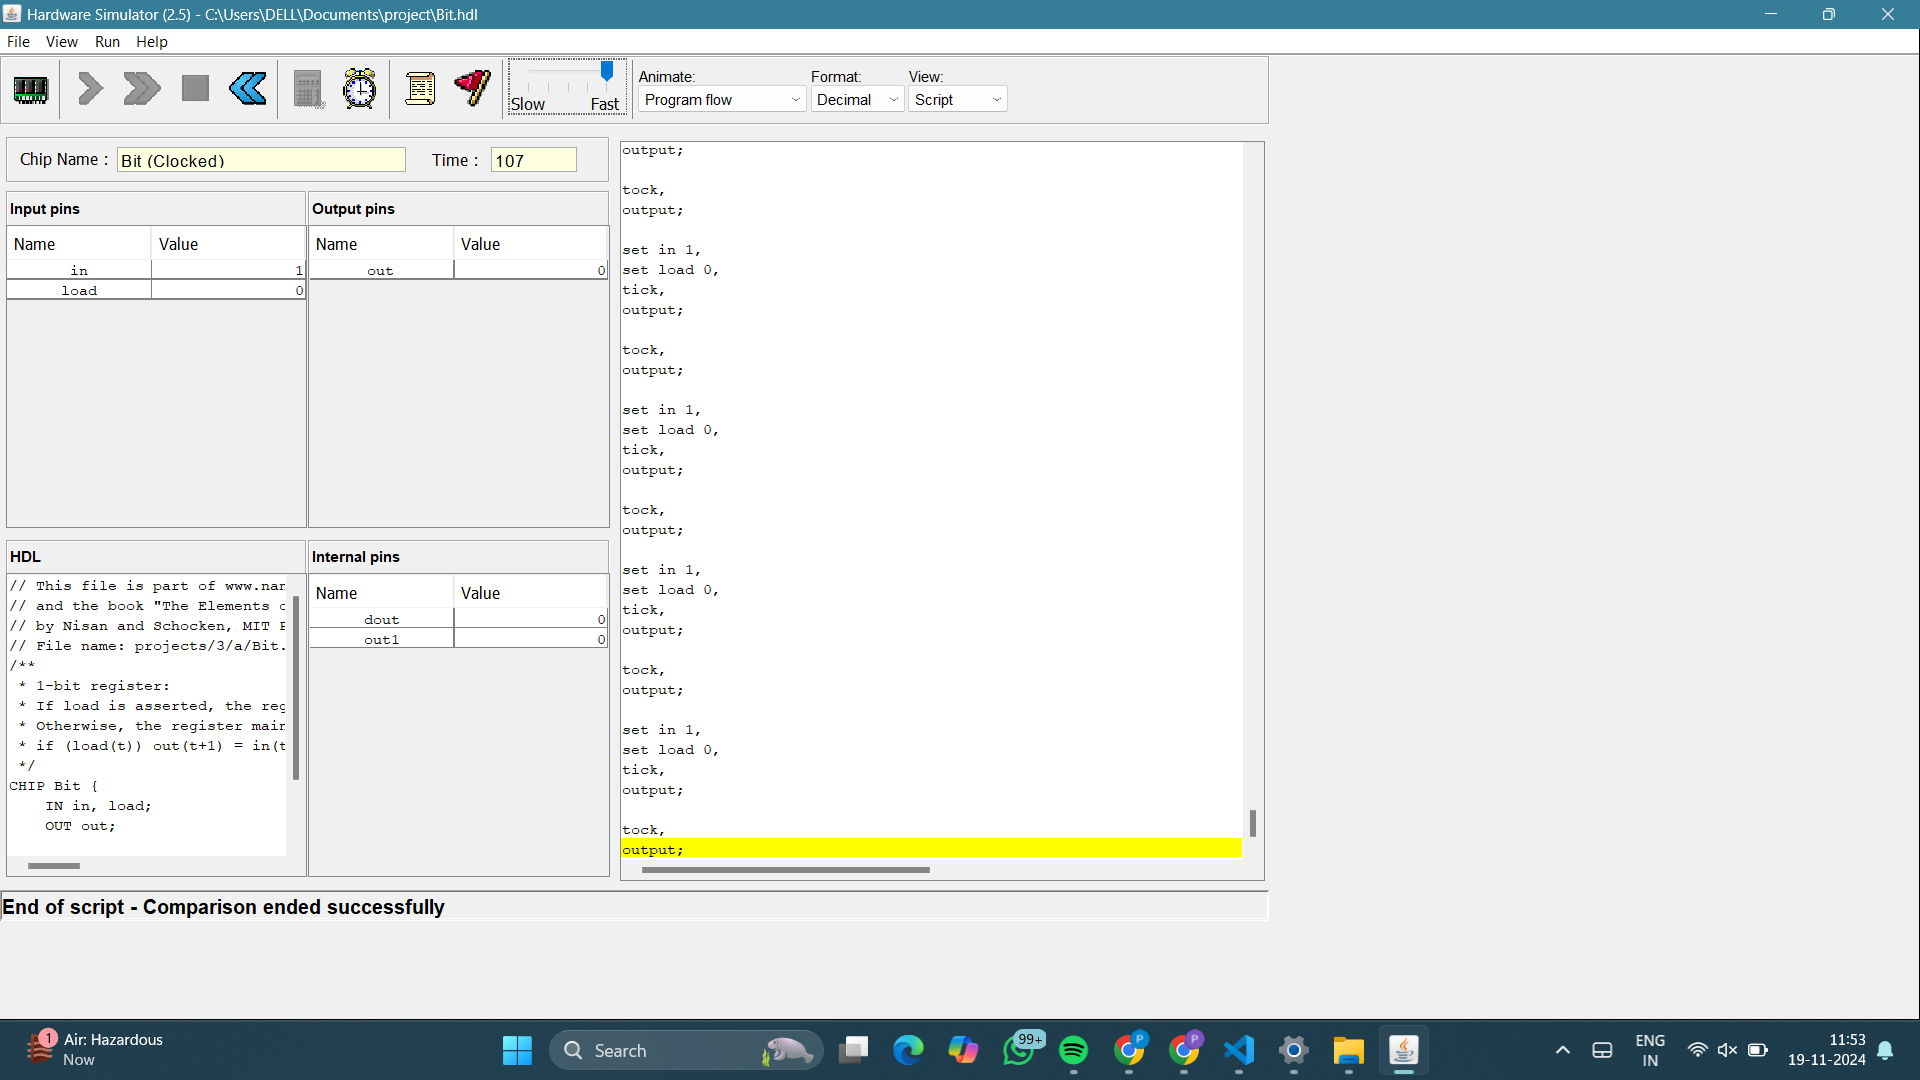 Hardware Simulator (2.5) - C:\Users\DELL\Documents\project\Bit.hdl
File View Run Help
Slow Fast
Animate: Format: View:
Program flow Decimal Script
Chip Name : Bit (Clocked) Time : 107
Input pins
Name Value
in 1
load 0
Output pins
Name Value
out 0
HDL
// This file is part of www.nan
// and the book "The Elements o
// by Nisan and Schocken, MIT P
// File name: projects/3/a/Bit.
/**
* 1-bit register:
* If load is asserted, the reg
* Otherwise, the register main
* if (load(t)) out(t+1) = in(t
*/
CHIP Bit {
IN in, load;
OUT out;
Internal pins
Name Value
dout 0
out1 0
output;
tock,
output;
set in 1,
set load 0,
tick,
output;
tock,
output;
set in 1,
set load 0,
tick,
output;
tock,
output;
set in 1,
set load 0,
tick,
output;
tock,
output;
set in 1,
set load 0,
tick,
output;
tock,
output;
End of script - Comparison ended successfully
1
Air: Hazardous
Now
Search
99+
P
P
ENG
IN
11:53
19-11-2024